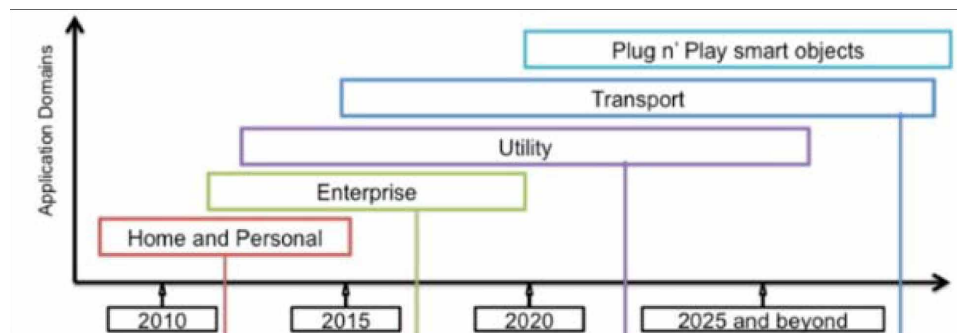 Application Domains
Plug n' Play smart objects
Transport
Utility
Enterprise
Home and Personal
2010
2015
2020
2025 and beyond